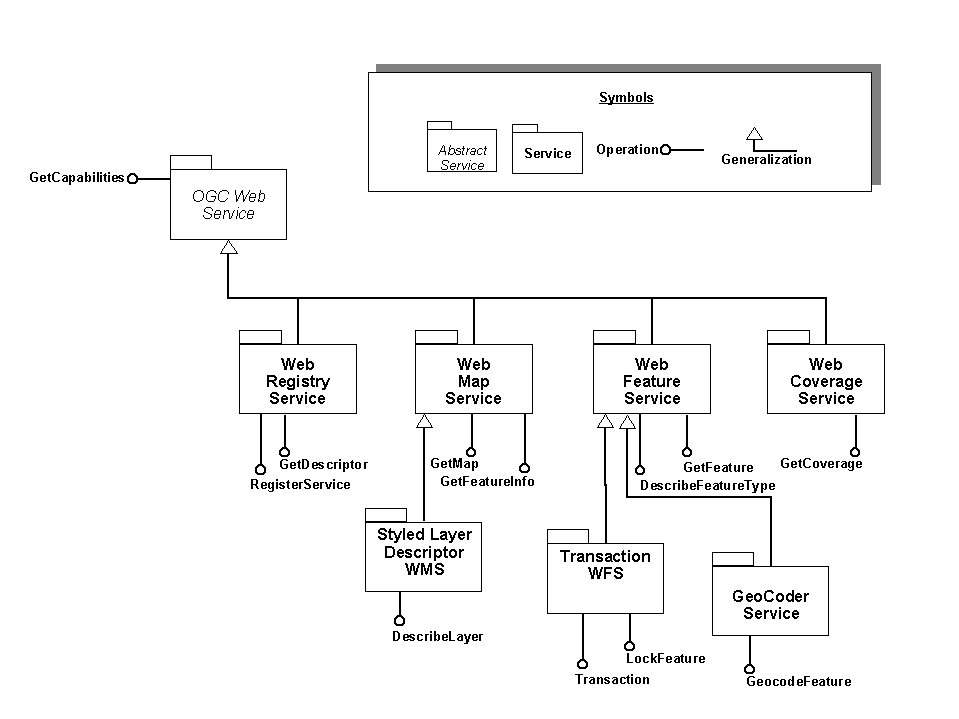 Symbols
Abstract
Service
Service
Operation
Generalization
GetCapabilities
OGC Web
Service
Web
Registry
Service
Web
Map
Service
Web
Feature
Service
Web
Coverage
Service
GetDescriptor
RegisterService
GetMap
GetFeatureInfo
GetFeature
DescribeFeatureType
GetCoverage
Styled Layer
Descriptor
WMS
Transaction
WFS
GeoCoder
Service
DescribeLayer
LockFeature
Transaction
GeocodeFeature